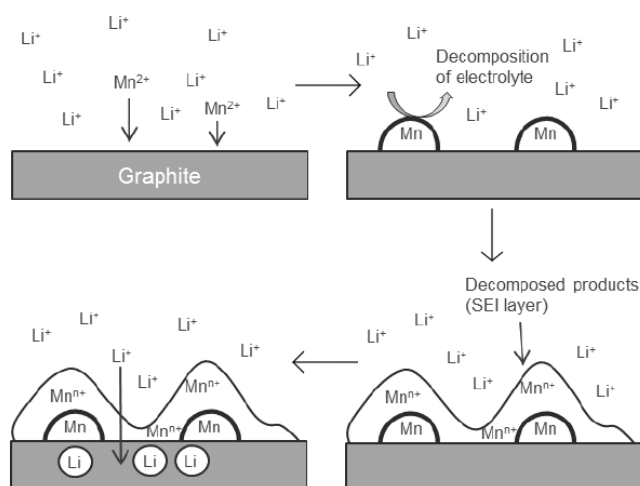 Li⁺ Li⁺ Li⁺
Li⁺ Mn²⁺ Li⁺
Li⁺ Li⁺ Mn²⁺ Li⁺
Graphite
Li⁺ Li⁺
Li⁺ Decomposition
of electrolyte
Li⁺ Li⁺
Li⁺
Mn Mn
Decomposed products
(SEI layer)
Li⁺ Li⁺ Li⁺
Li⁺ Li⁺ Li⁺
Mnⁿ⁺ Mnⁿ⁺
Mn Mnⁿ⁺ Mn
Li Li Li
Li⁺ Li⁺ Li⁺
Li⁺ Mnⁿ⁺ Li⁺
Mnⁿ⁺
Mn Mnⁿ⁺ Mn